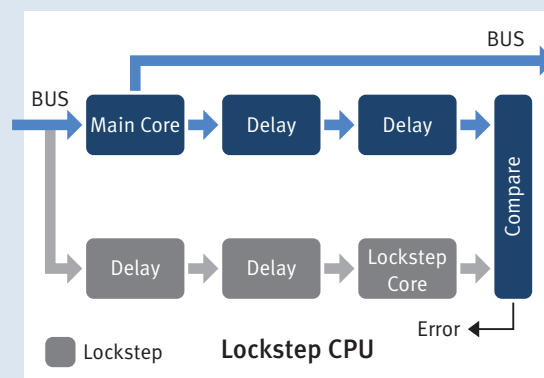 BUS
BUS
Main Core
Delay
Delay
Compare
Delay
Delay
Lockstep
Core
Error
Lockstep
Lockstep CPU